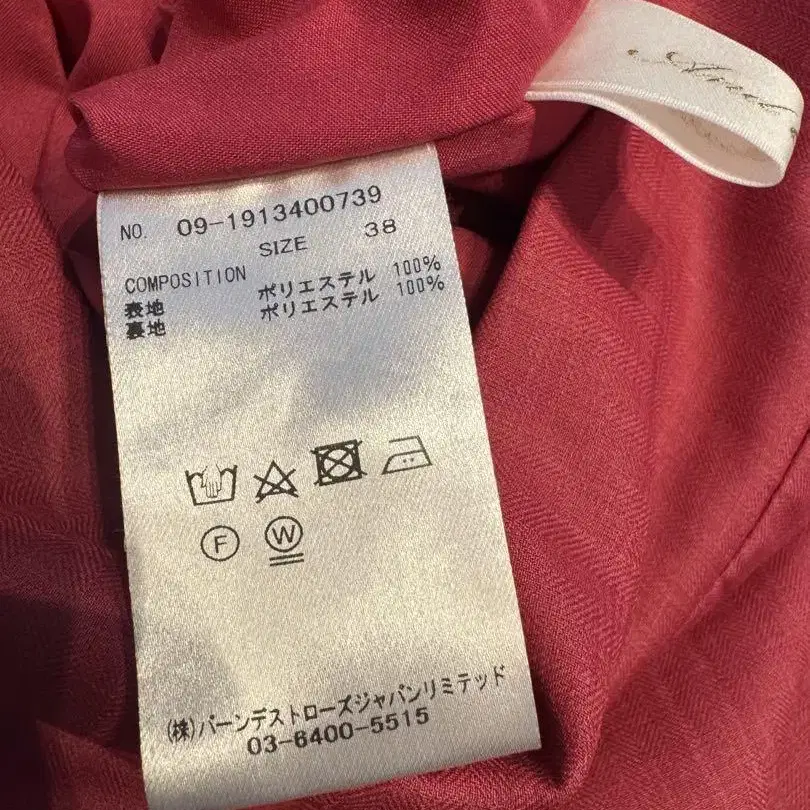 NO. 09-1913400739
SIZE 38
COMPOSITION
表地 ポリエステル 100%
裏地 ポリエステル 100%
F W
(株)バーンデストローズジャパンリミテッド
03-6400-5515